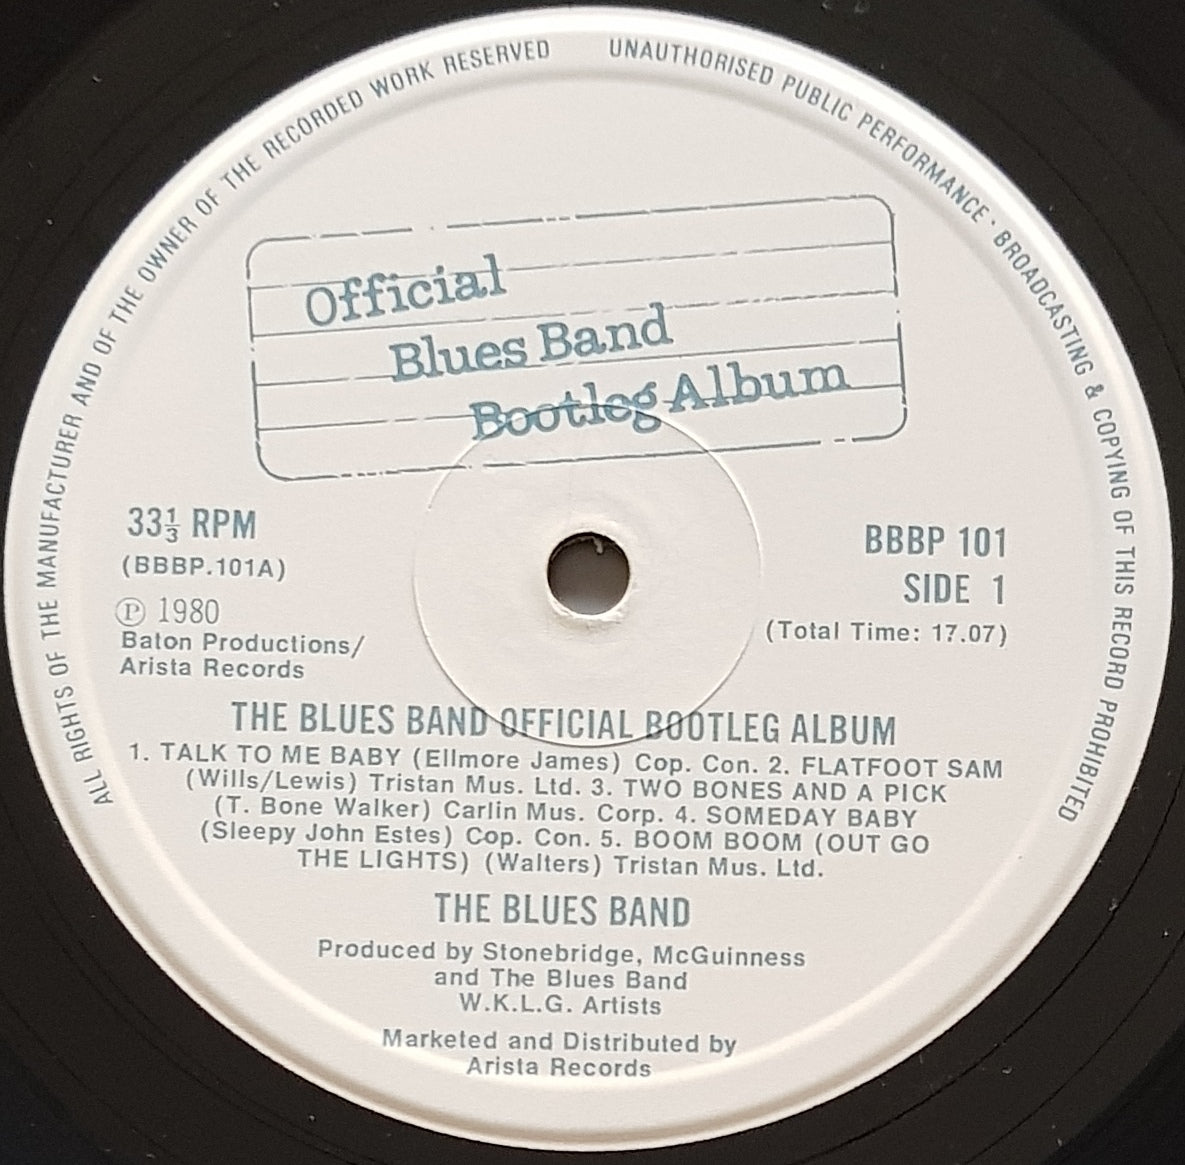 ALL RIGHTS OF THE MANUFACTURER AND OF THE OWNER OF THE RECORDED WORK RESERVED
UNAUTHORISED PUBLIC PERFORMANCE · BROADCASTING & COPYING OF THIS RECORD PROHIBITED
Official
Blues Band
Bootleg Album
33⅓ RPM
(BBBP.101A)
Ⓟ 1980
Baton Productions/
Arista Records
BBBP 101
SIDE 1
(Total Time: 17.07)
THE BLUES BAND OFFICIAL BOOTLEG ALBUM
1. TALK TO ME BABY (Ellmore James) Cop. Con. 2. FLATFOOT SAM
(Wills/Lewis) Tristan Mus. Ltd. 3. TWO BONES AND A PICK
(T. Bone Walker) Carlin Mus. Corp. 4. SOMEDAY BABY
(Sleepy John Estes) Cop. Con. 5. BOOM BOOM (OUT GO
THE LIGHTS) (Walters) Tristan Mus. Ltd.
THE BLUES BAND
Produced by Stonebridge, McGuinness
and The Blues Band
W.K.L.G. Artists
Marketed and Distributed by
Arista Records